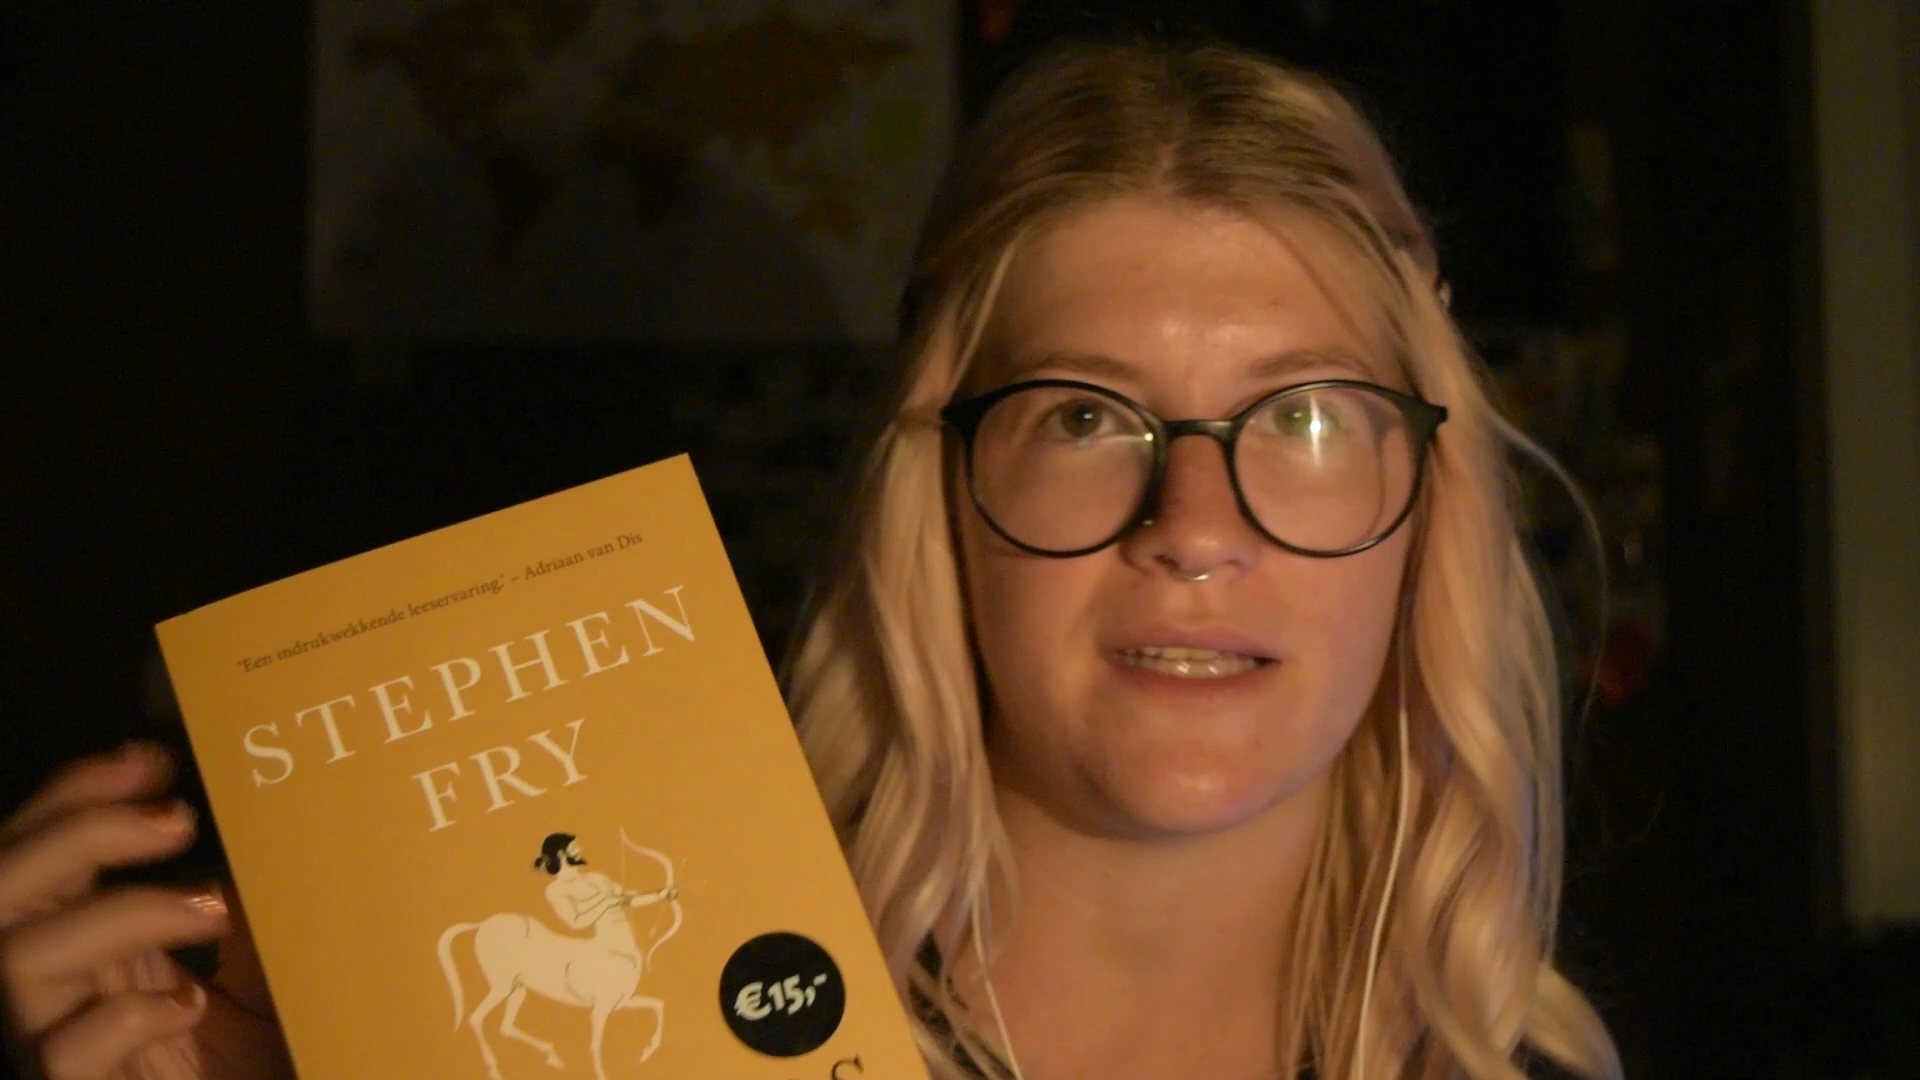 'Een indrukwekkende leeservaring.' – Adriaan van Dis
STEPHEN
FRY
€15,-